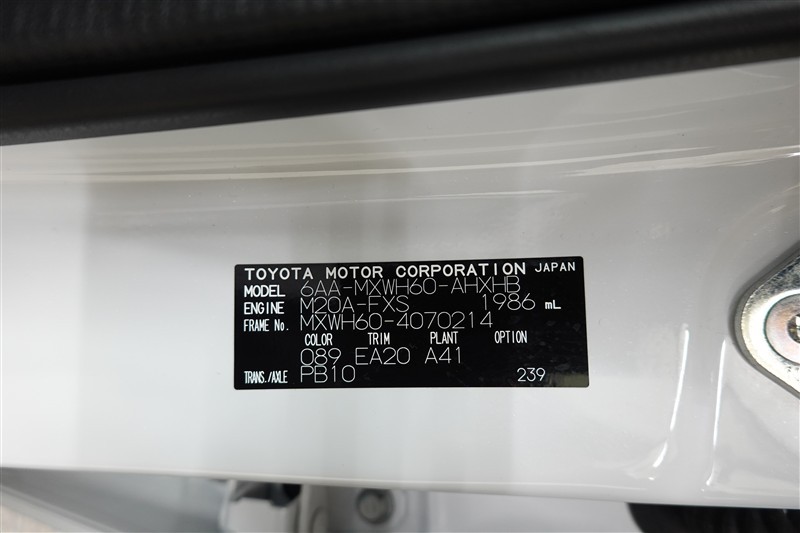 TOYOTA MOTOR CORPORATION JAPAN
MODEL 6AA-MXWH60-AHXHB
ENGINE M20A-FXS 1986 mL
FRAME No. MXWH60-4070214
COLOR TRIM PLANT OPTION
089 EA20 A41
TRANS./AXLE PB10 239